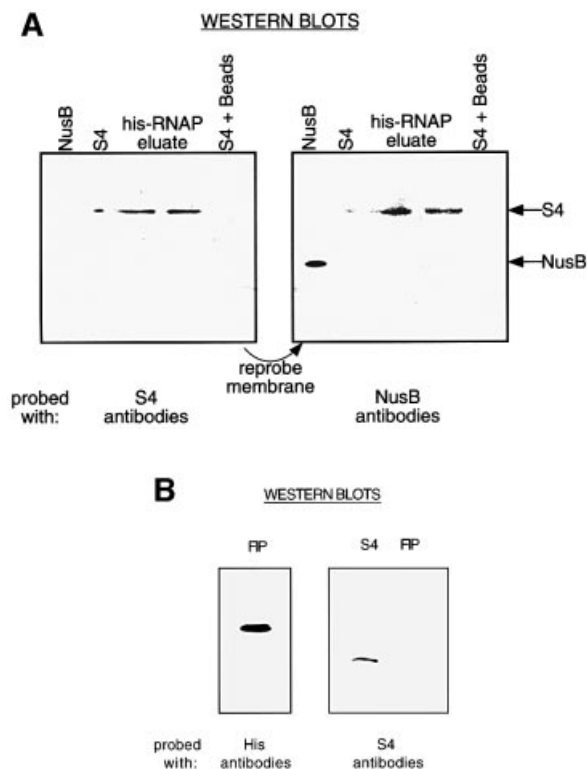 A
WESTERN BLOTS
NusB
S4
his-RNAP
eluate
S4 + Beads
NusB
S4
his-RNAP
eluate
S4 + Beads
S4
NusB
reprobe
membrane
probed
with:
S4
antibodies
NusB
antibodies
B
WESTERN BLOTS
FIP
S4 FIP
probed
with:
His
antibodies
S4
antibodies